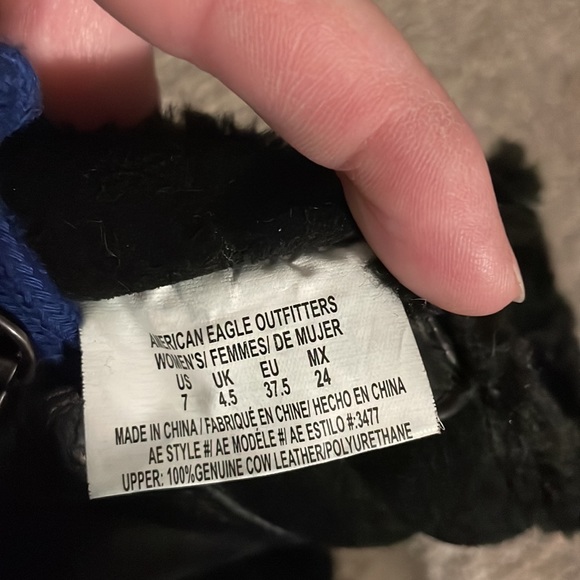 AMERICAN EAGLE OUTFITTERS
WOMEN'S/ FEMMES/ DE MUJER
US UK EU MX
7 4.5 37.5 24
MADE IN CHINA / FABRIQUÉ EN CHINE/ HECHO EN CHINA
AE STYLE #/ AE MODÈLE #/ AE ESTILO #:3477
UPPER: 100%GENUINE COW LEATHER/POLYURETHANE